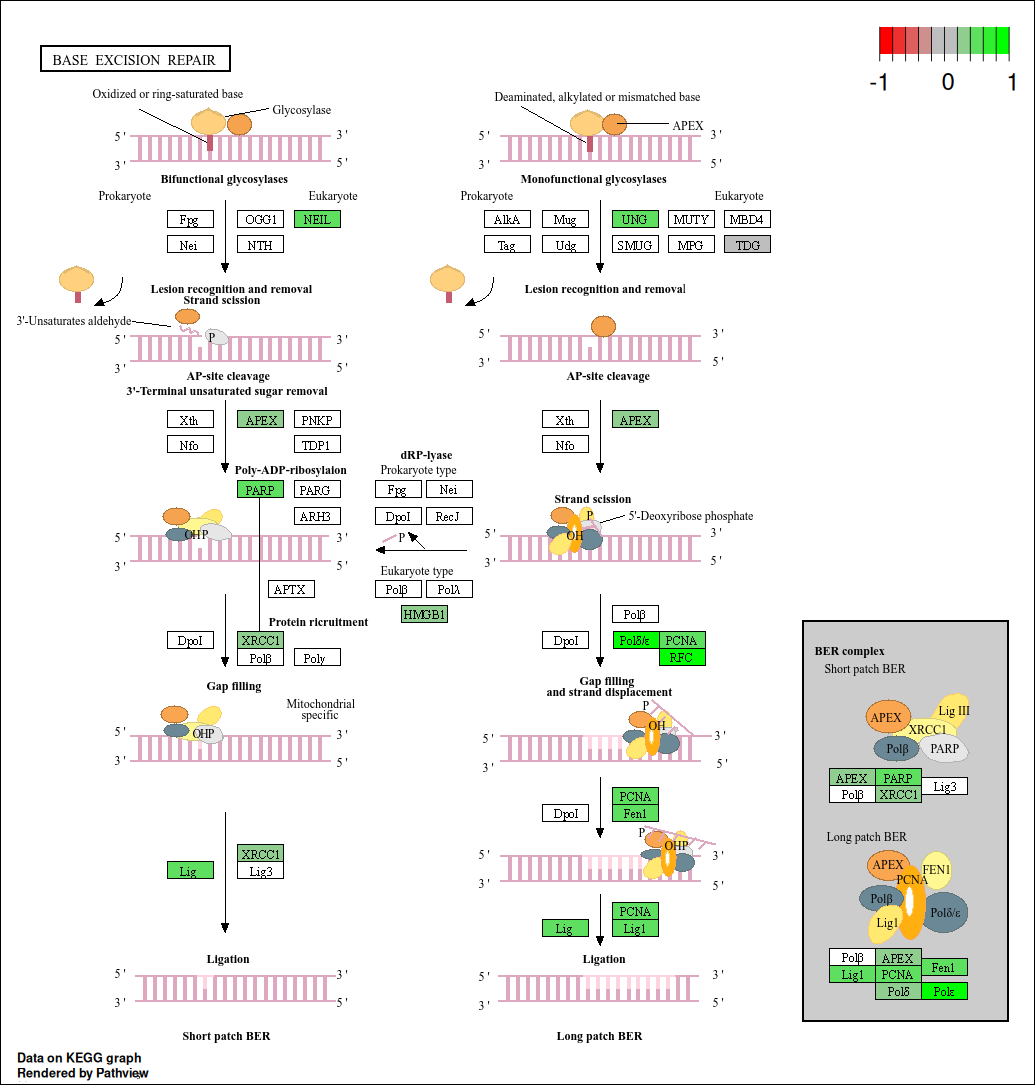 BASE EXCISION REPAIR
-1 0 1
Oxidized or ring-saturated base
Glycosylase
5' 3'
3' 5'
Bifunctional glycosylases
Prokaryote Eukaryote
Fpg OGG1 NEIL
Nei NTH
Lesion recognition and removal
Strand scission
3'-Unsaturates aldehyde
P
5' 3'
3' 5'
AP-site cleavage
3'-Terminal unsaturated sugar removal
Xth APEX PNKP
Nfo TDP1
Poly-ADP-ribosylaion
PARP PARG
ARH3
OHP
5' 3'
3' 5'
APTX
Protein ricruitment
DpoI XRCC1
Polβ Poly
Gap filling
Mitochondrial
specific
OHP
5' 3'
3' 5'
XRCC1
Lig Lig3
Ligation
5' 3'
3' 5'
Short patch BER
dRP-lyase
Prokaryote type
Fpg Nei
DpoI RecJ
P
Eukaryote type
Polβ Polλ
HMGB1
Deaminated, alkylated or mismatched base
APEX
5' 3'
3' 5'
Monofunctional glycosylases
Prokaryote Eukaryote
AlkA Mug UNG MUTY MBD4
Tag Udg SMUG MPG TDG
Lesion recognition and removal
5' 3'
3' 5'
AP-site cleavage
Xth APEX
Nfo
Strand scission
P
5'-Deoxyribose phosphate
OH
5' 3'
3' 5'
Polβ
DpoI Polδ/ε PCNA
RFC
Gap filling
and strand displacement
P
OH
5' 3'
3' 5'
PCNA
DpoI Fen1
P
OHP
5' 3'
3' 5'
PCNA
Lig Lig1
Ligation
5' 3'
3' 5'
Long patch BER
BER complex
Short patch BER
APEX Lig III
XRCC1
Polβ PARP
APEX PARP
Lig3
Polβ XRCC1
Long patch BER
APEX FEN1
PCNA
Polβ
Polδ/ε
Lig1
Polβ APEX
Fen1
Lig1 PCNA
Polδ Polε
Data on KEGG graph
Rendered by Pathview